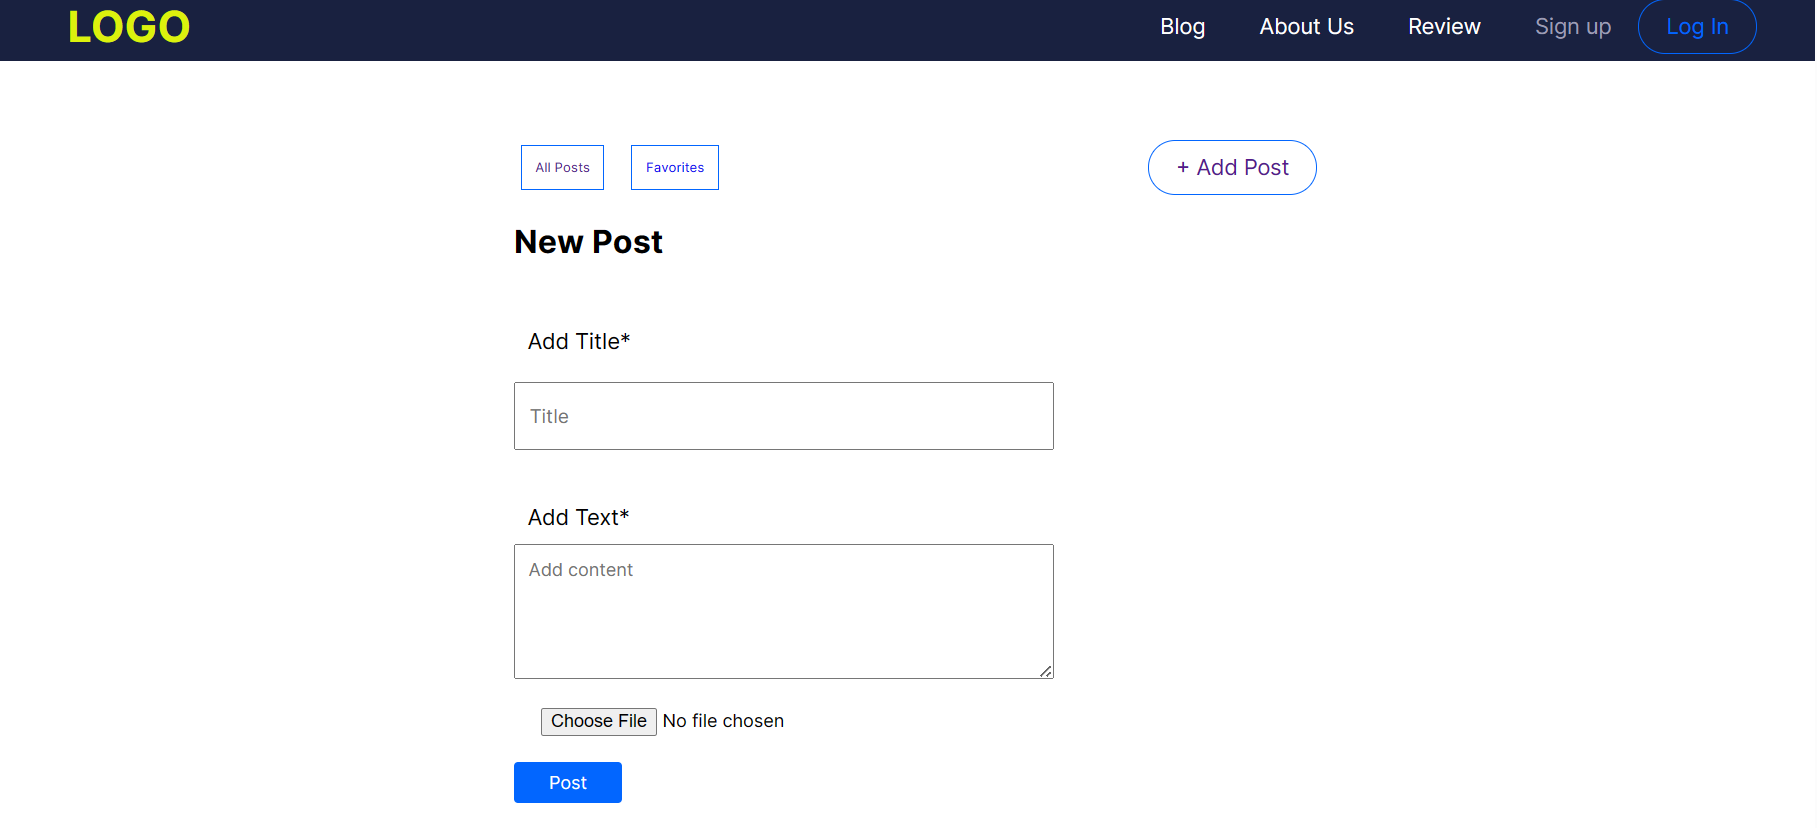 LOGO Blog About Us Review Sign up Log In
All Posts Favorites + Add Post
New Post
Add Title*
Title
Add Text*
Add content
Choose File No file chosen
Post